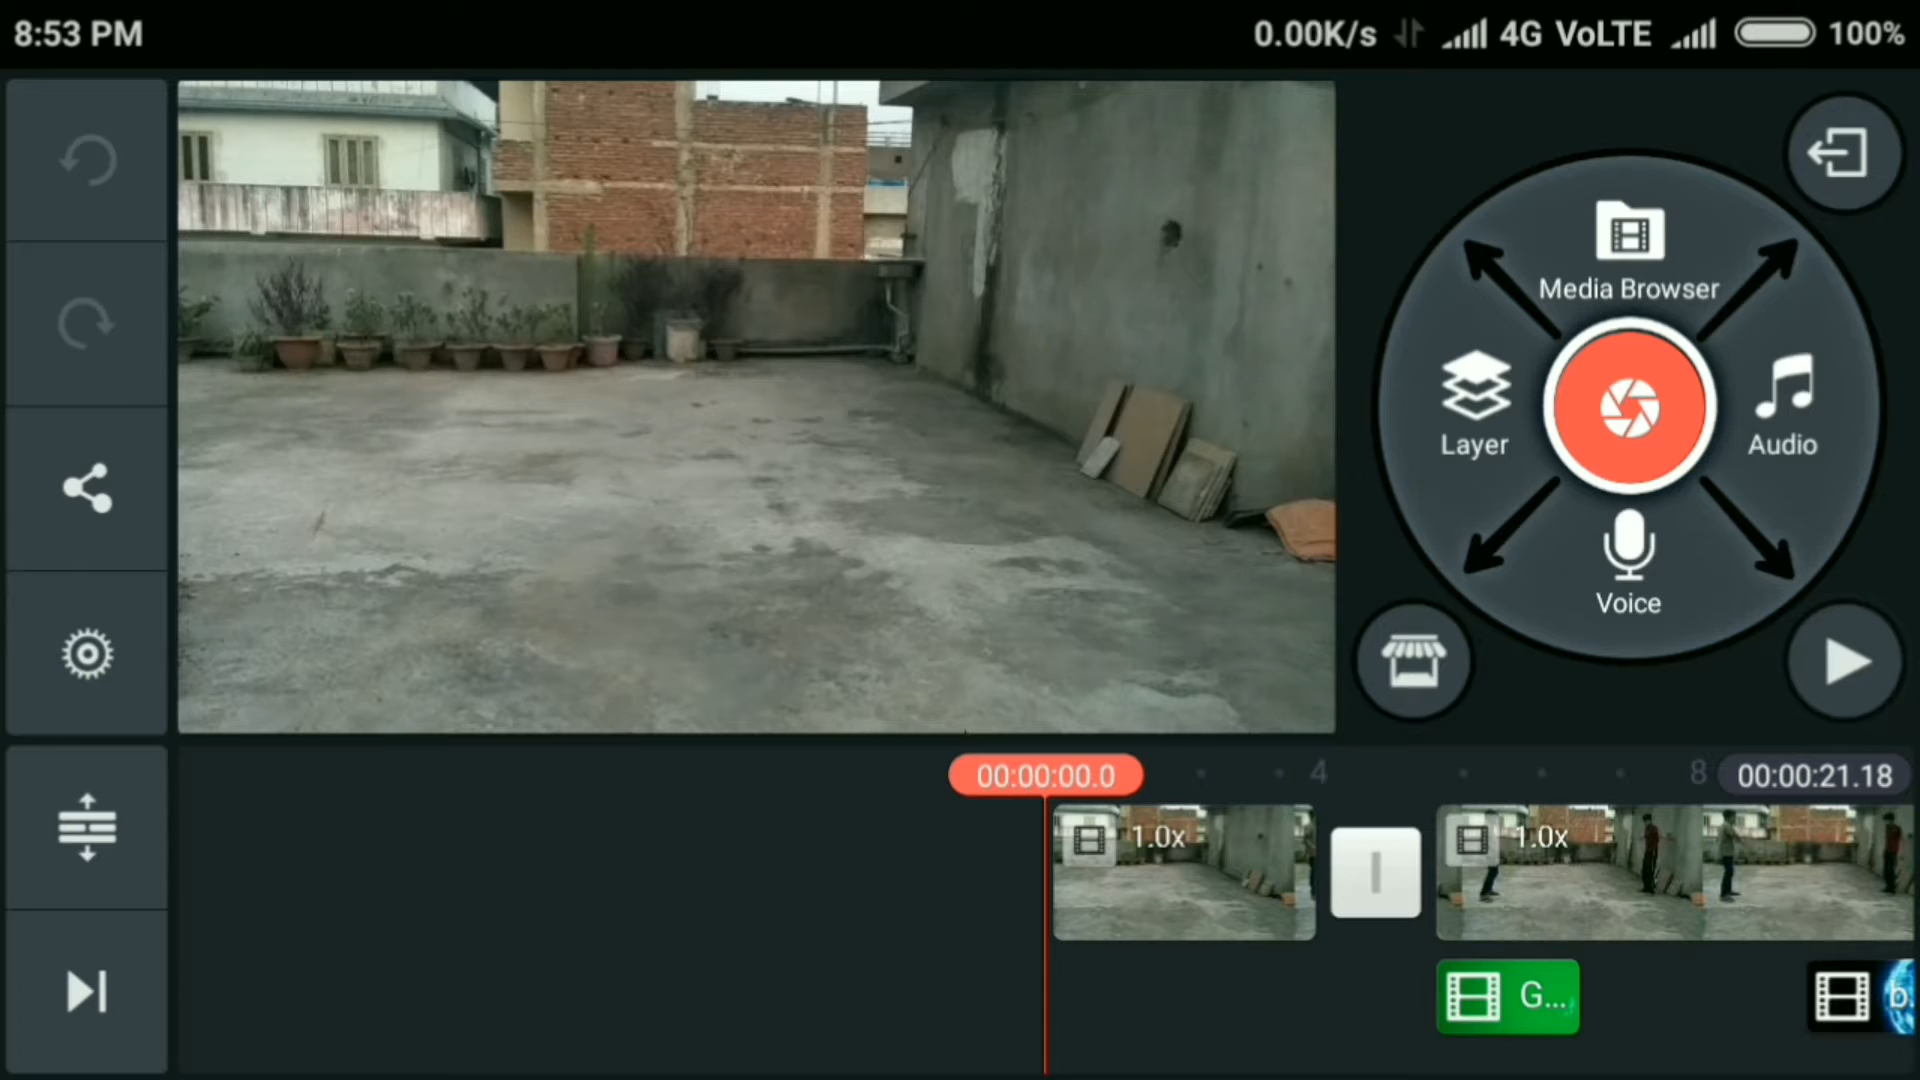 8:53 PM
0.00K/s 4G VoLTE 100%
Media Browser
Layer
Audio
Voice
00:00:00.0
4
8
00:00:21.18
1.0x
1.0x
G...
b.